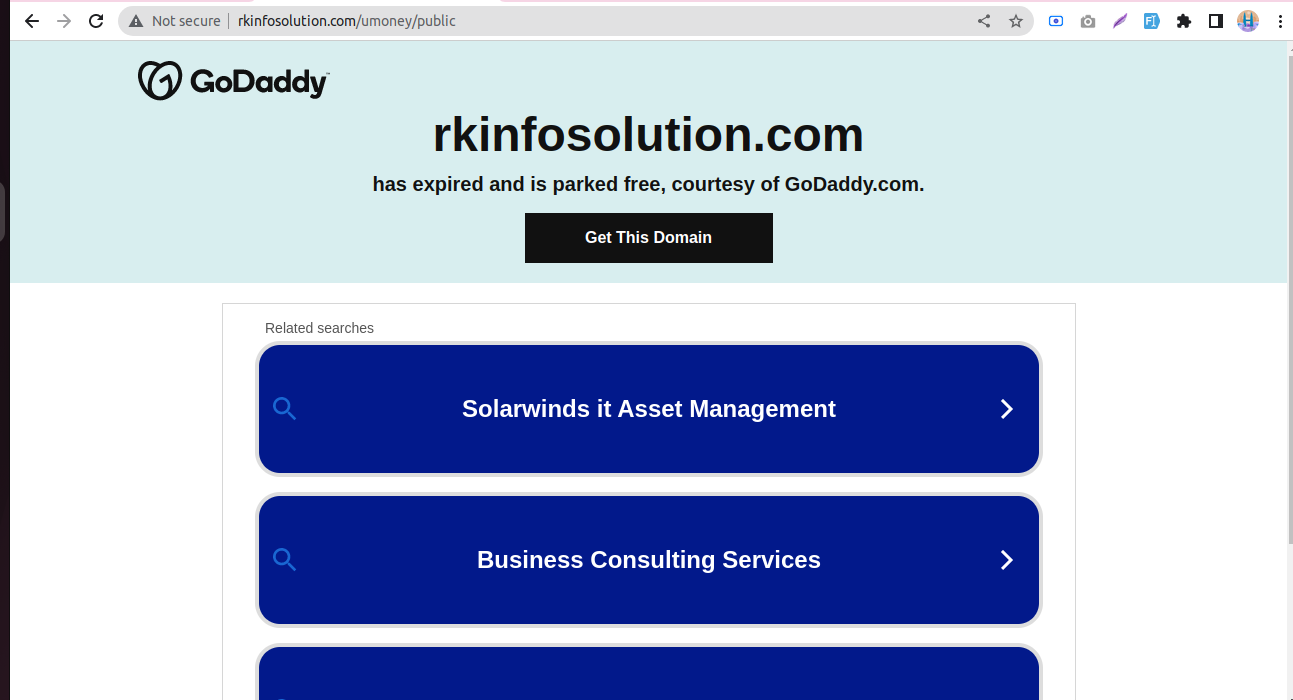 Not secure
rkinfosolution.com/umoney/public
GoDaddy™
rkinfosolution.com
has expired and is parked free, courtesy of GoDaddy.com.
Get This Domain
Related searches
Solarwinds it Asset Management
Business Consulting Services